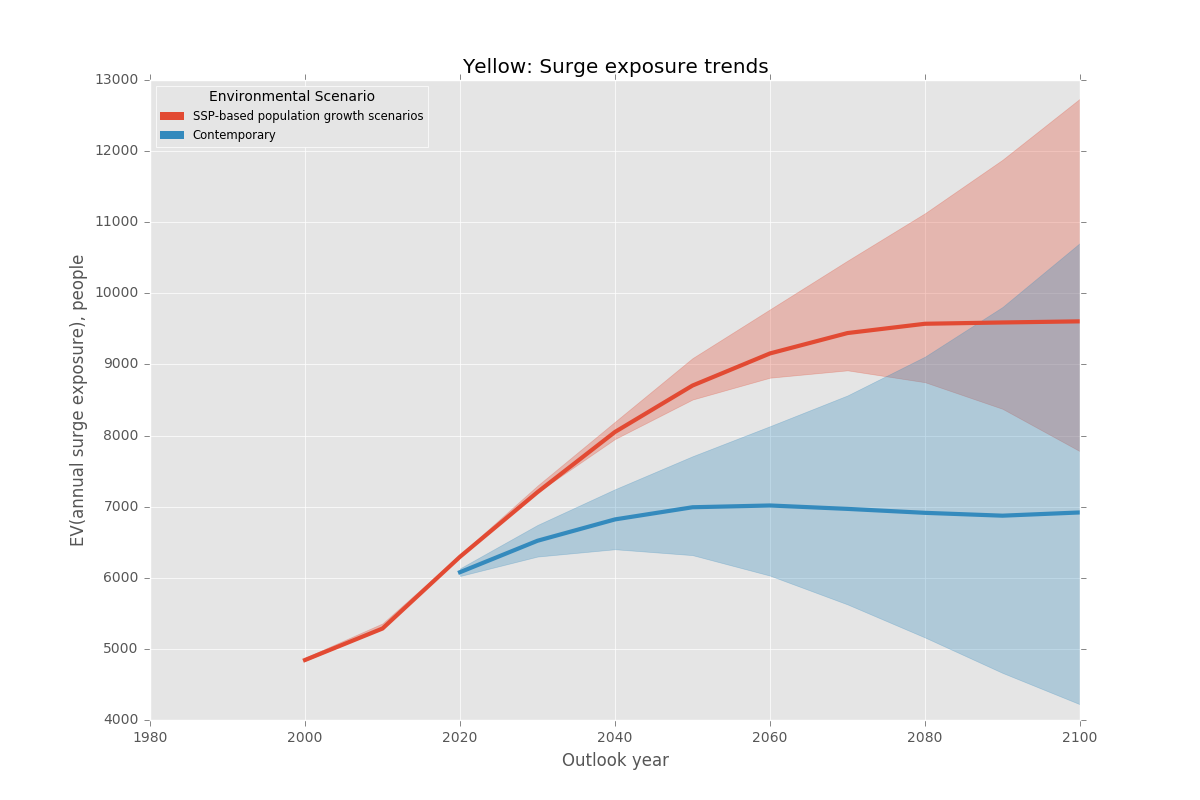 Yellow: Surge exposure trends
Environmental Scenario
SSP-based population growth scenarios
Contemporary
13000
12000
11000
10000
9000
8000
7000
6000
5000
4000
EV(annual surge exposure), people
1980 2000 2020 2040 2060 2080 2100
Outlook year